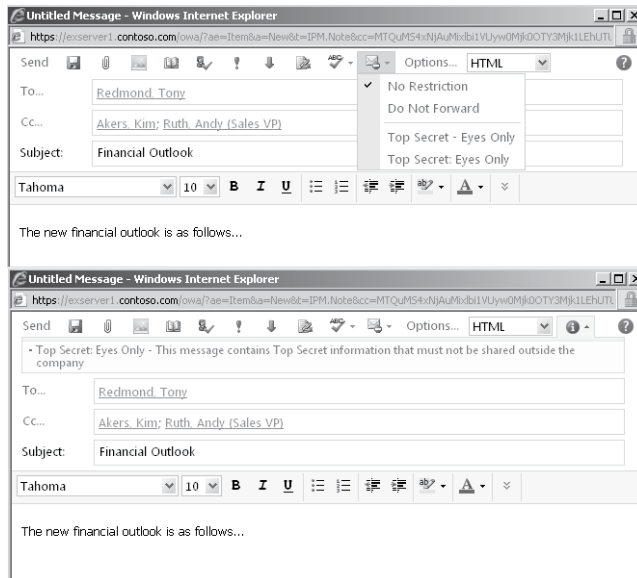 Untitled Message - Windows Internet Explorer
https://exserver1.contoso.com/owa/?ae=Item&a=New&t=IPM.Note&cc=
Send ABC Options... HTML
No Restriction
To... Redmond, Tony
Do Not Forward
Cc... Akers, Kim; Ruth, Andy (Sales VP)
Top Secret - Eyes Only
Subject: Financial Outlook
Top Secret: Eyes Only
Tahoma 10 B I U ab A
The new financial outlook is as follows...
Untitled Message - Windows Internet Explorer
https://exserver1.contoso.com/owa/?ae=Item&a=New&t=IPM.Note&cc=
Send ABC Options... HTML
- Top Secret: Eyes Only - This message contains Top Secret information that must not be shared outside the
company
To... Redmond, Tony
Cc... Akers, Kim; Ruth, Andy (Sales VP)
Subject: Financial Outlook
Tahoma 10 B I U ab A
The new financial outlook is as follows...